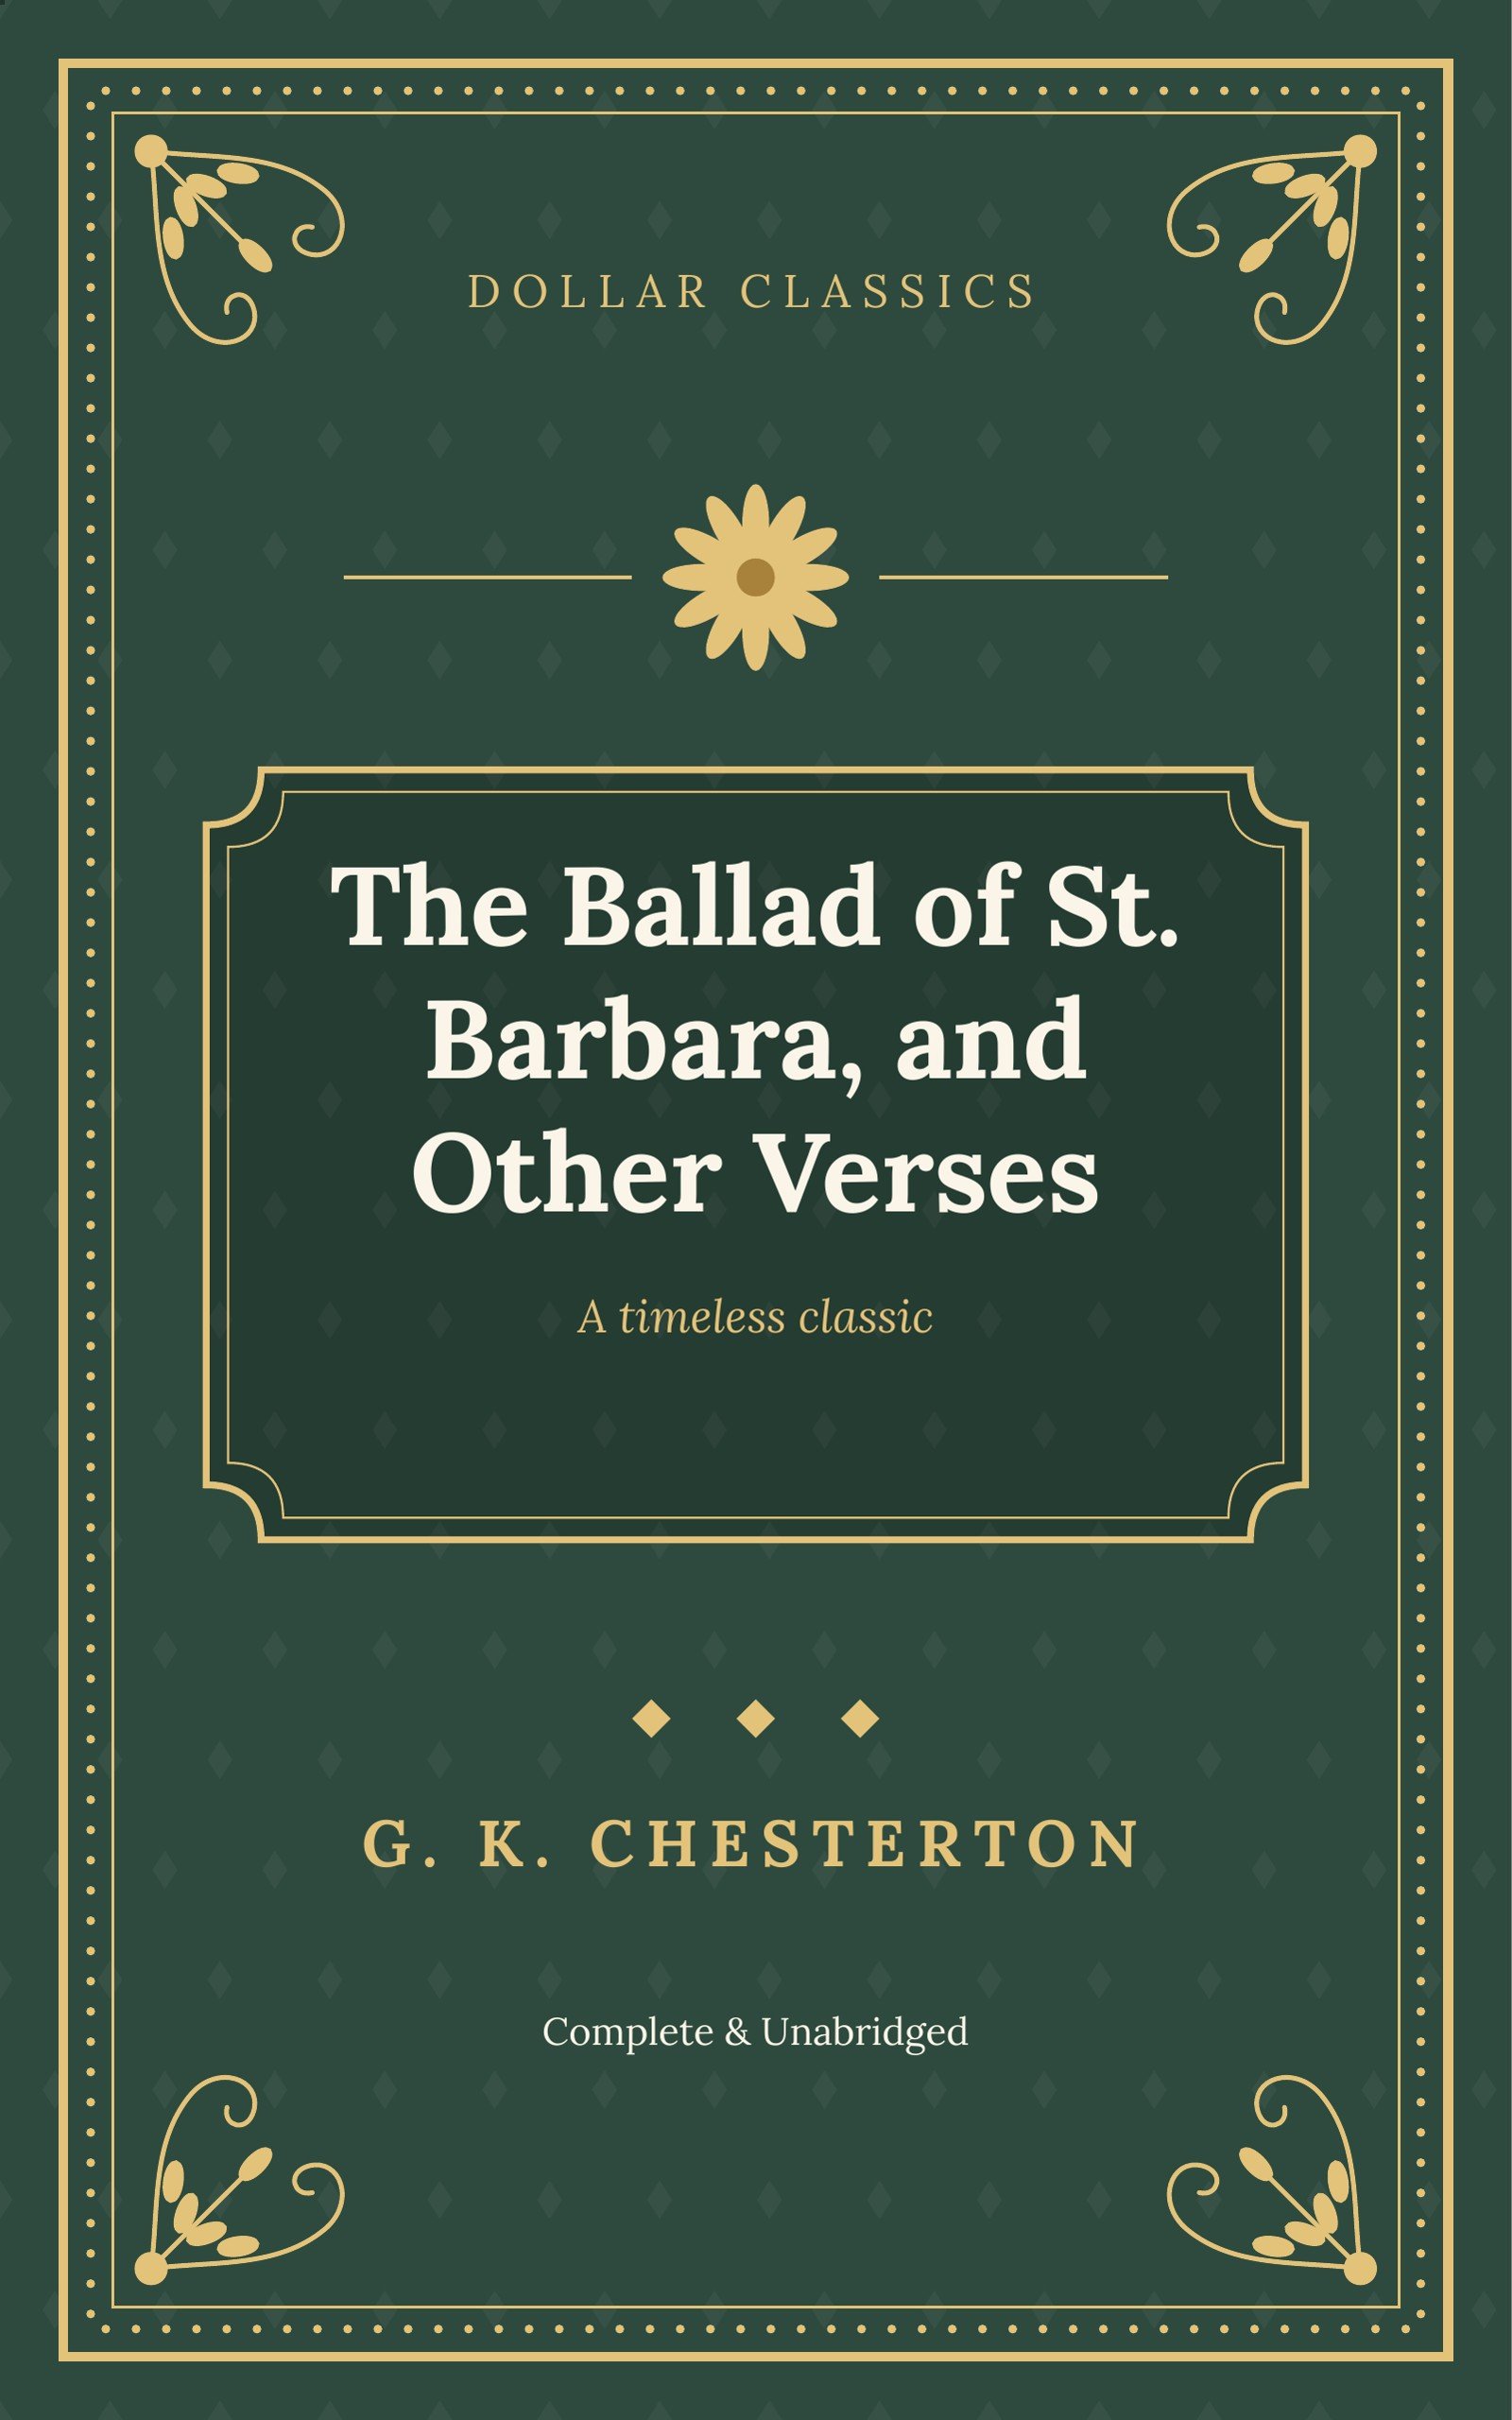 DOLLAR CLASSICS
The Ballad of St.
Barbara, and
Other Verses
A timeless classic
G. K. CHESTERTON
Complete & Unabridged